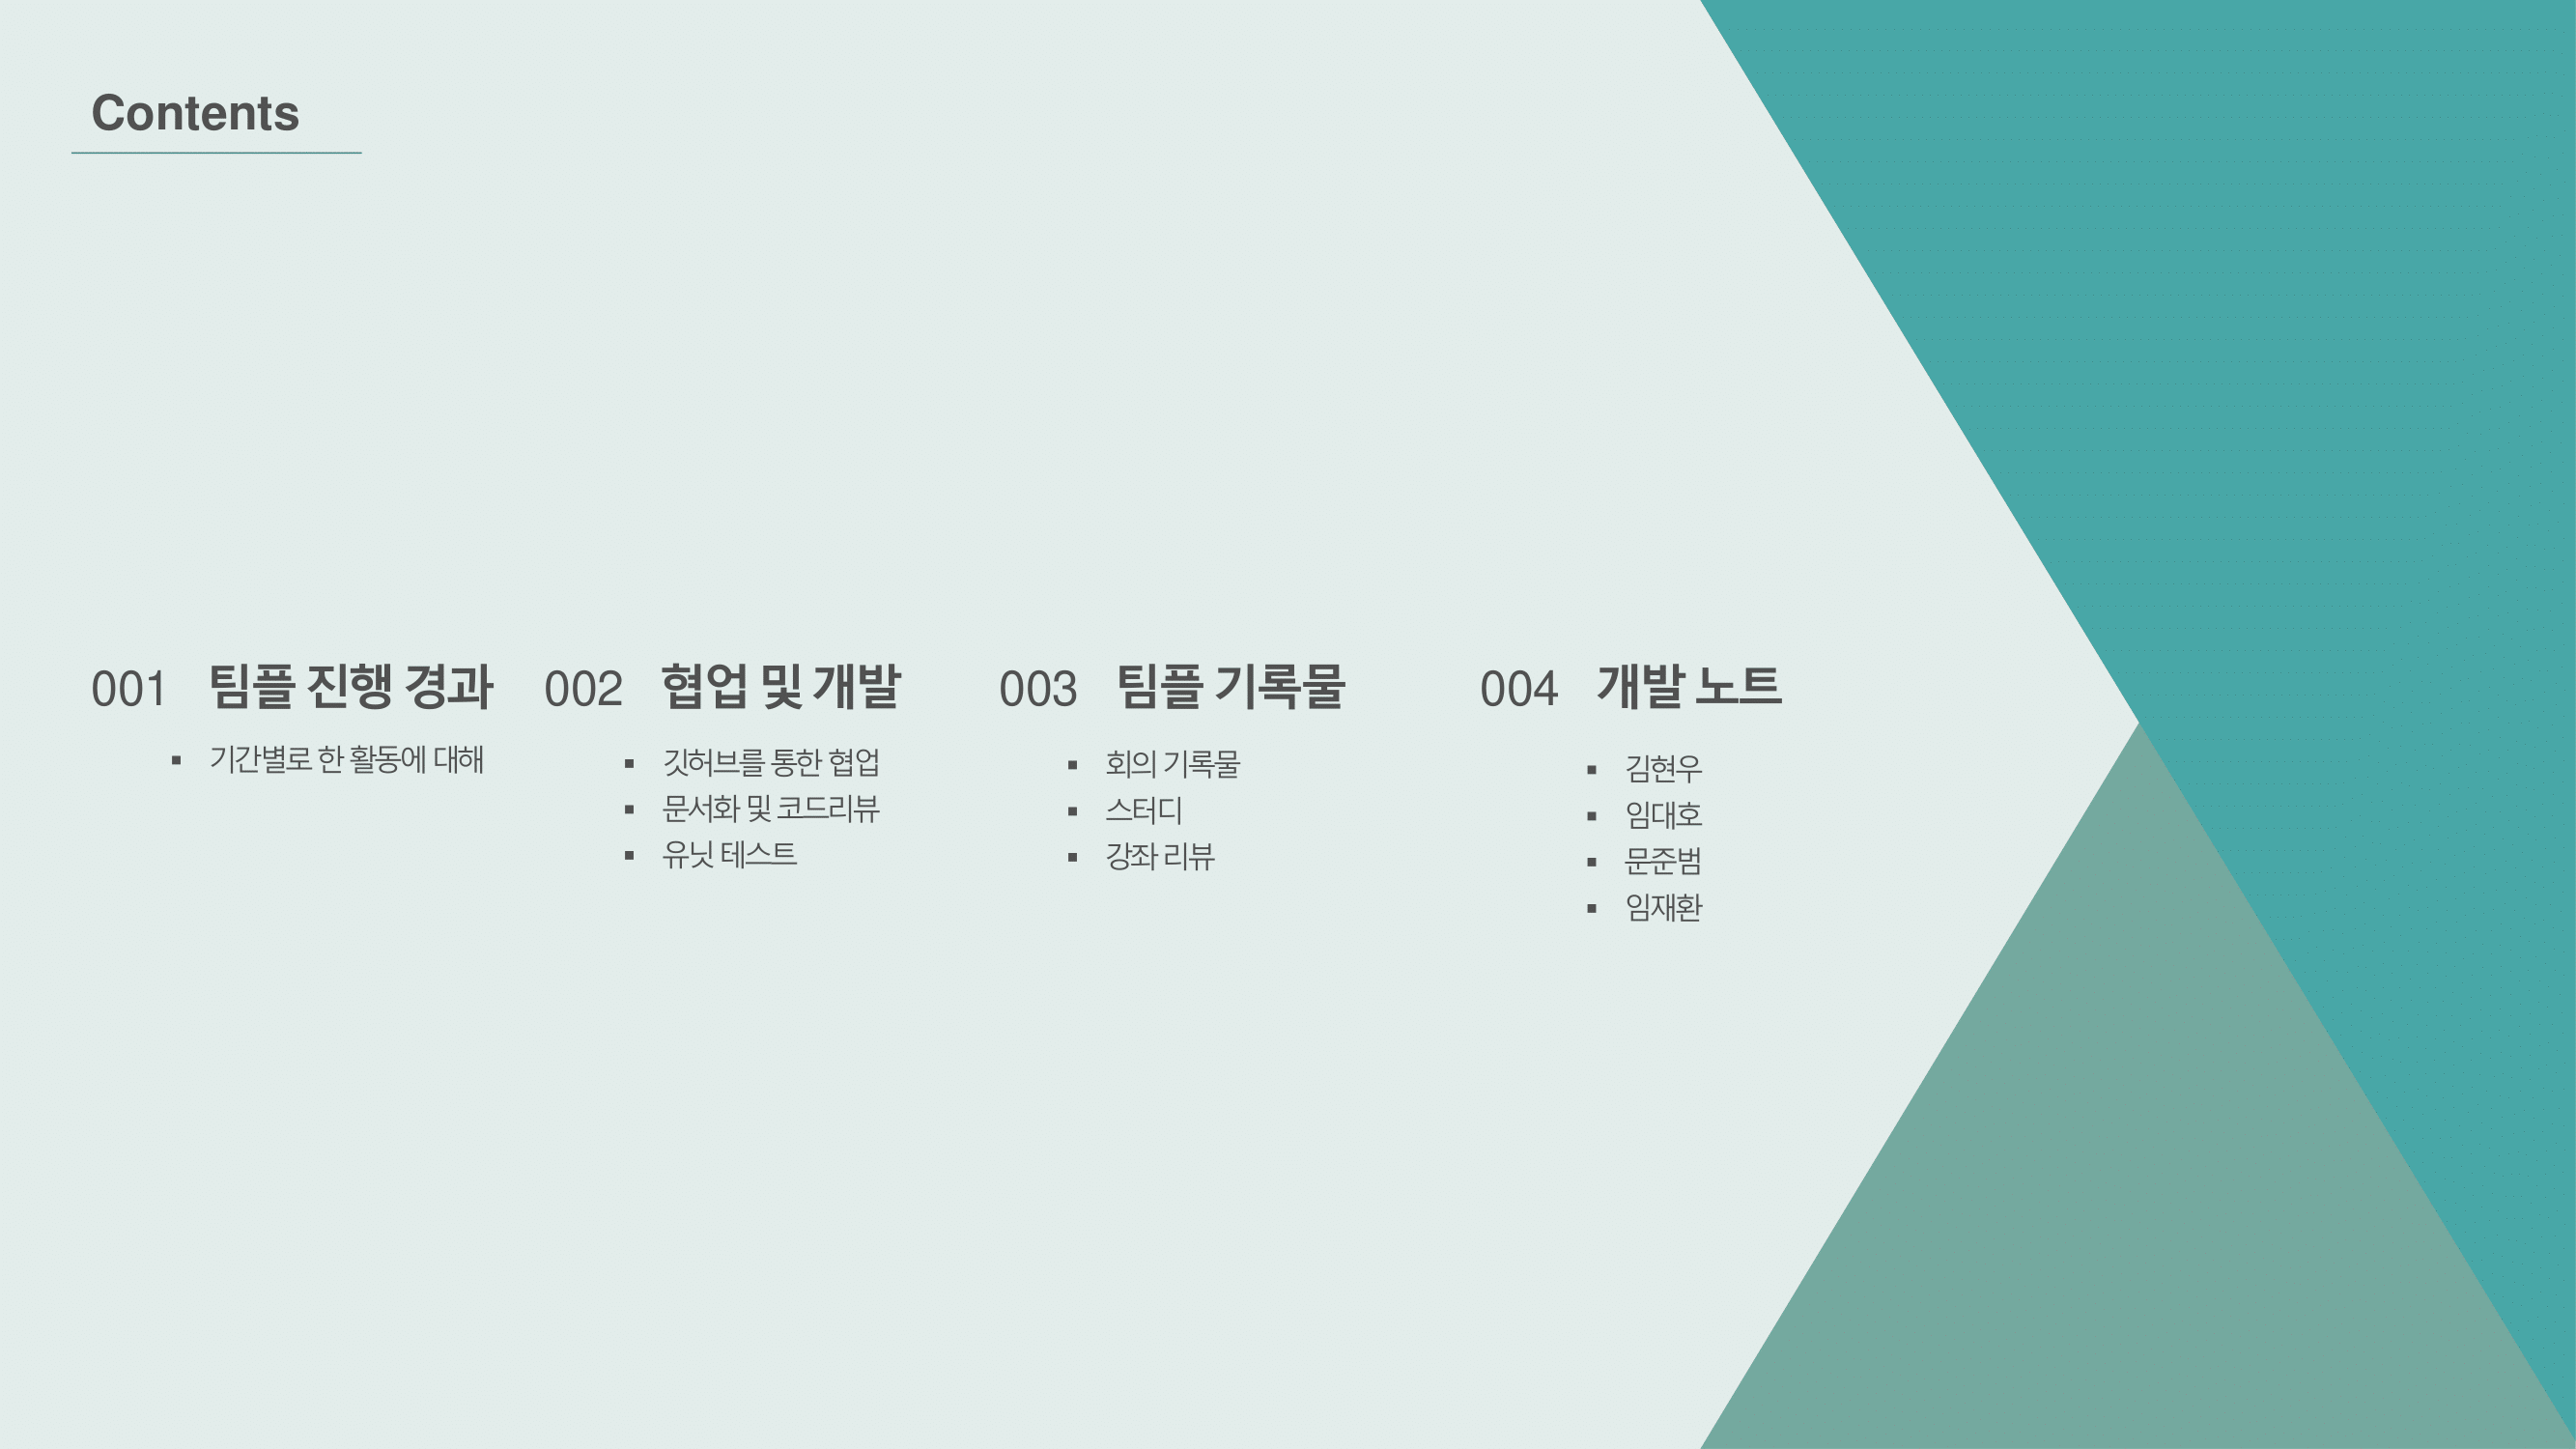 Contents
001 팀플 진행 경과
기간별로 한 활동에 대해
002 협업 및 개발
깃허브를 통한 협업
문서화 및 코드리뷰
유닛 테스트
003 팀플 기록물
회의 기록물
스터디
강좌 리뷰
004 개발 노트
김현우
임대호
문준범
임재환